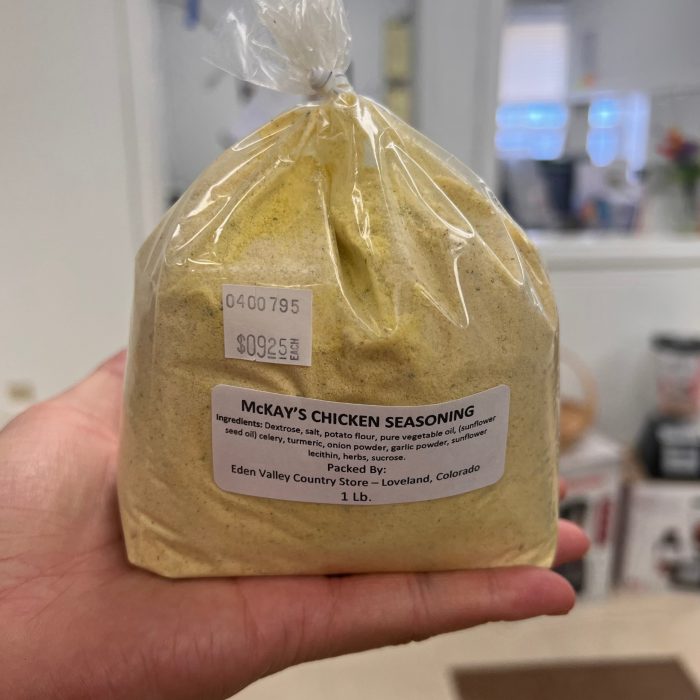 0400795
$0925 EACH
McKAY'S CHICKEN SEASONING
Ingredients: Dextrose, salt, potato flour, pure vegetable oil, (sunflower
seed oil) celery, turmeric, onion powder, garlic powder, sunflower
lecithin, herbs, sucrose.
Packed By:
Eden Valley Country Store – Loveland, Colorado
1 Lb.